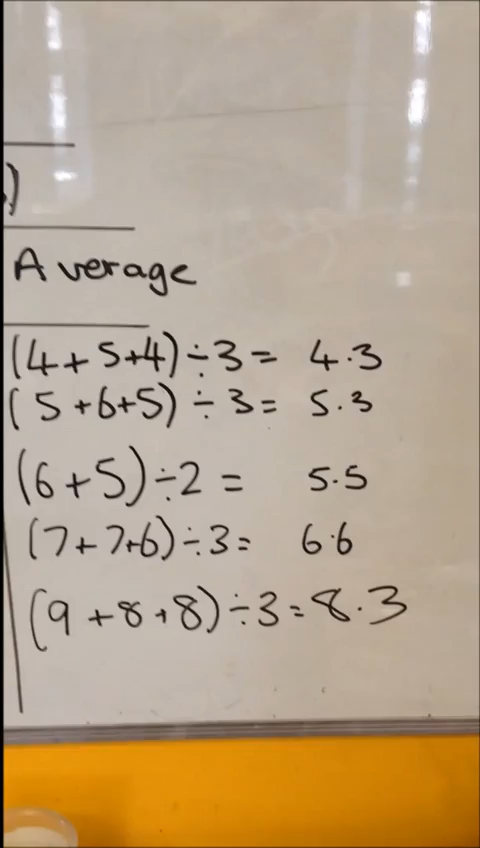 )
Average
(4+5+4)÷3= 4.3
(5+6+5)÷3= 5.3
(6+5)÷2 = 5.5
(7+7+6)÷3= 6.6
(9+8+8)÷3=8.3